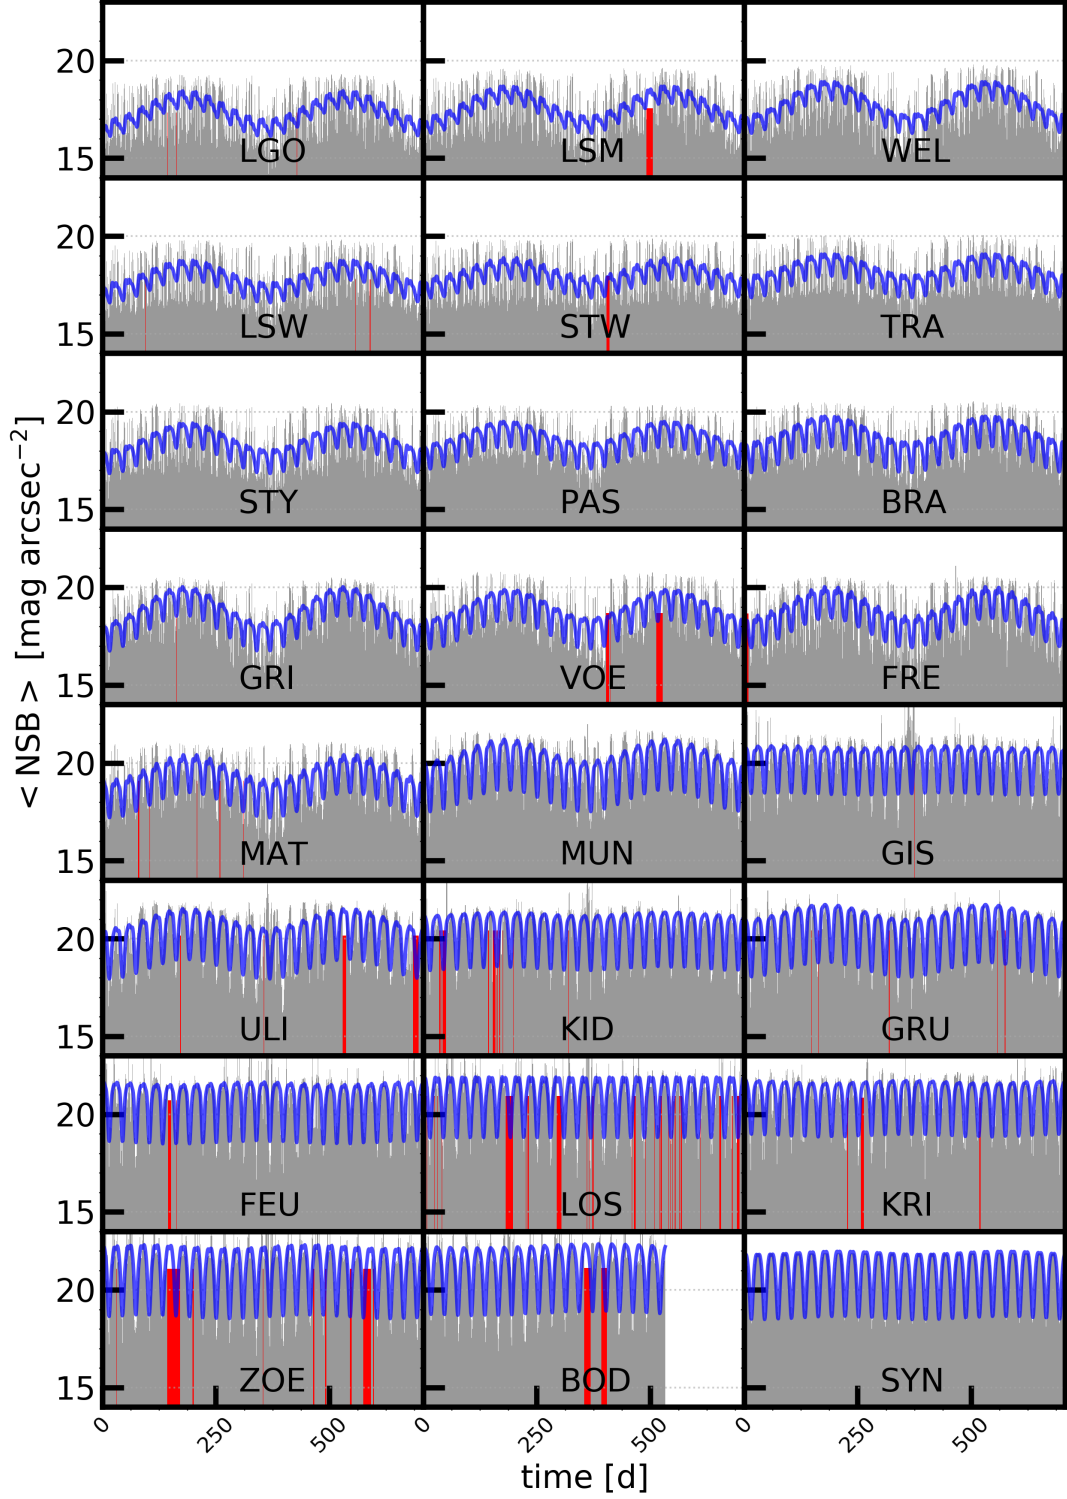 20
15
LGO LSM WEL
20
15
LSW STW TRA
20
15
STY PAS BRA
20
15
GRI VOE FRE
20
15
MAT MUN GIS
20
15
ULI KID GRU
20
15
FEU LOS KRI
20
15
ZOE BOD SYN
0 250 500 0 250 500 0 250 500
time [d]
< NSB > [mag arcsec⁻²]